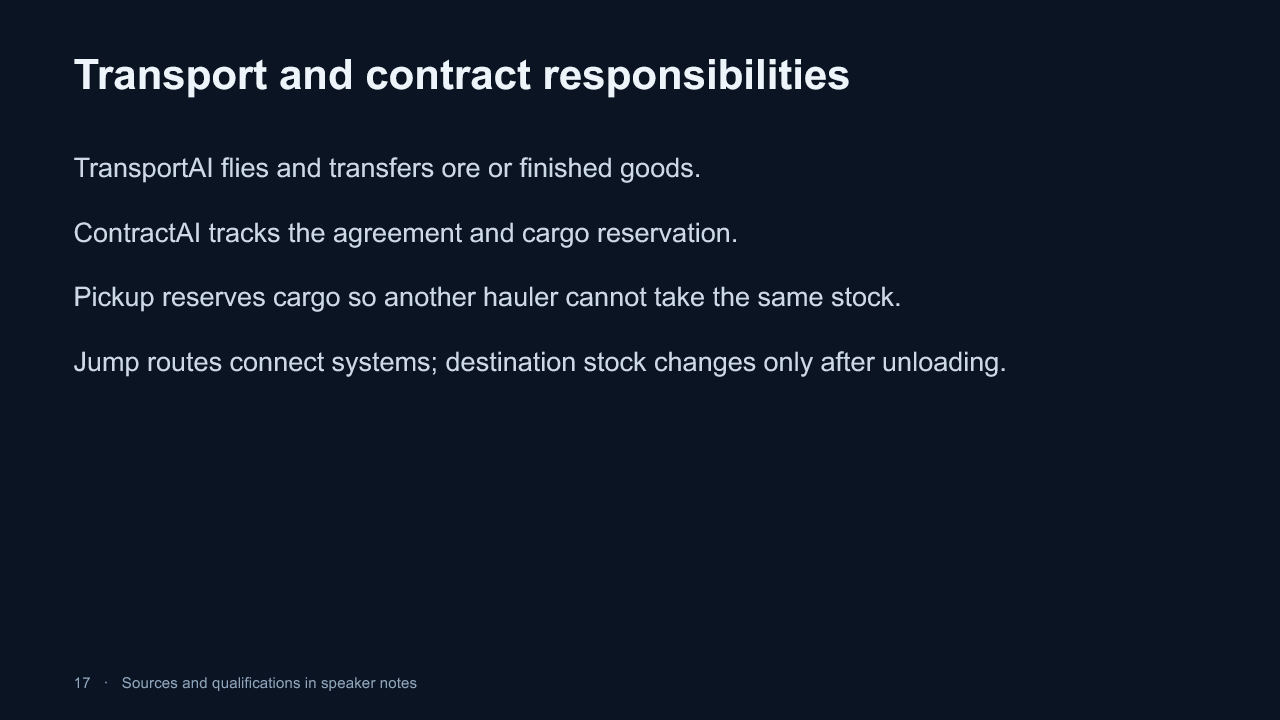 Transport and contract responsibilities
TransportAI flies and transfers ore or finished goods.
ContractAI tracks the agreement and cargo reservation.
Pickup reserves cargo so another hauler cannot take the same stock.
Jump routes connect systems; destination stock changes only after unloading.
17 · Sources and qualifications in speaker notes